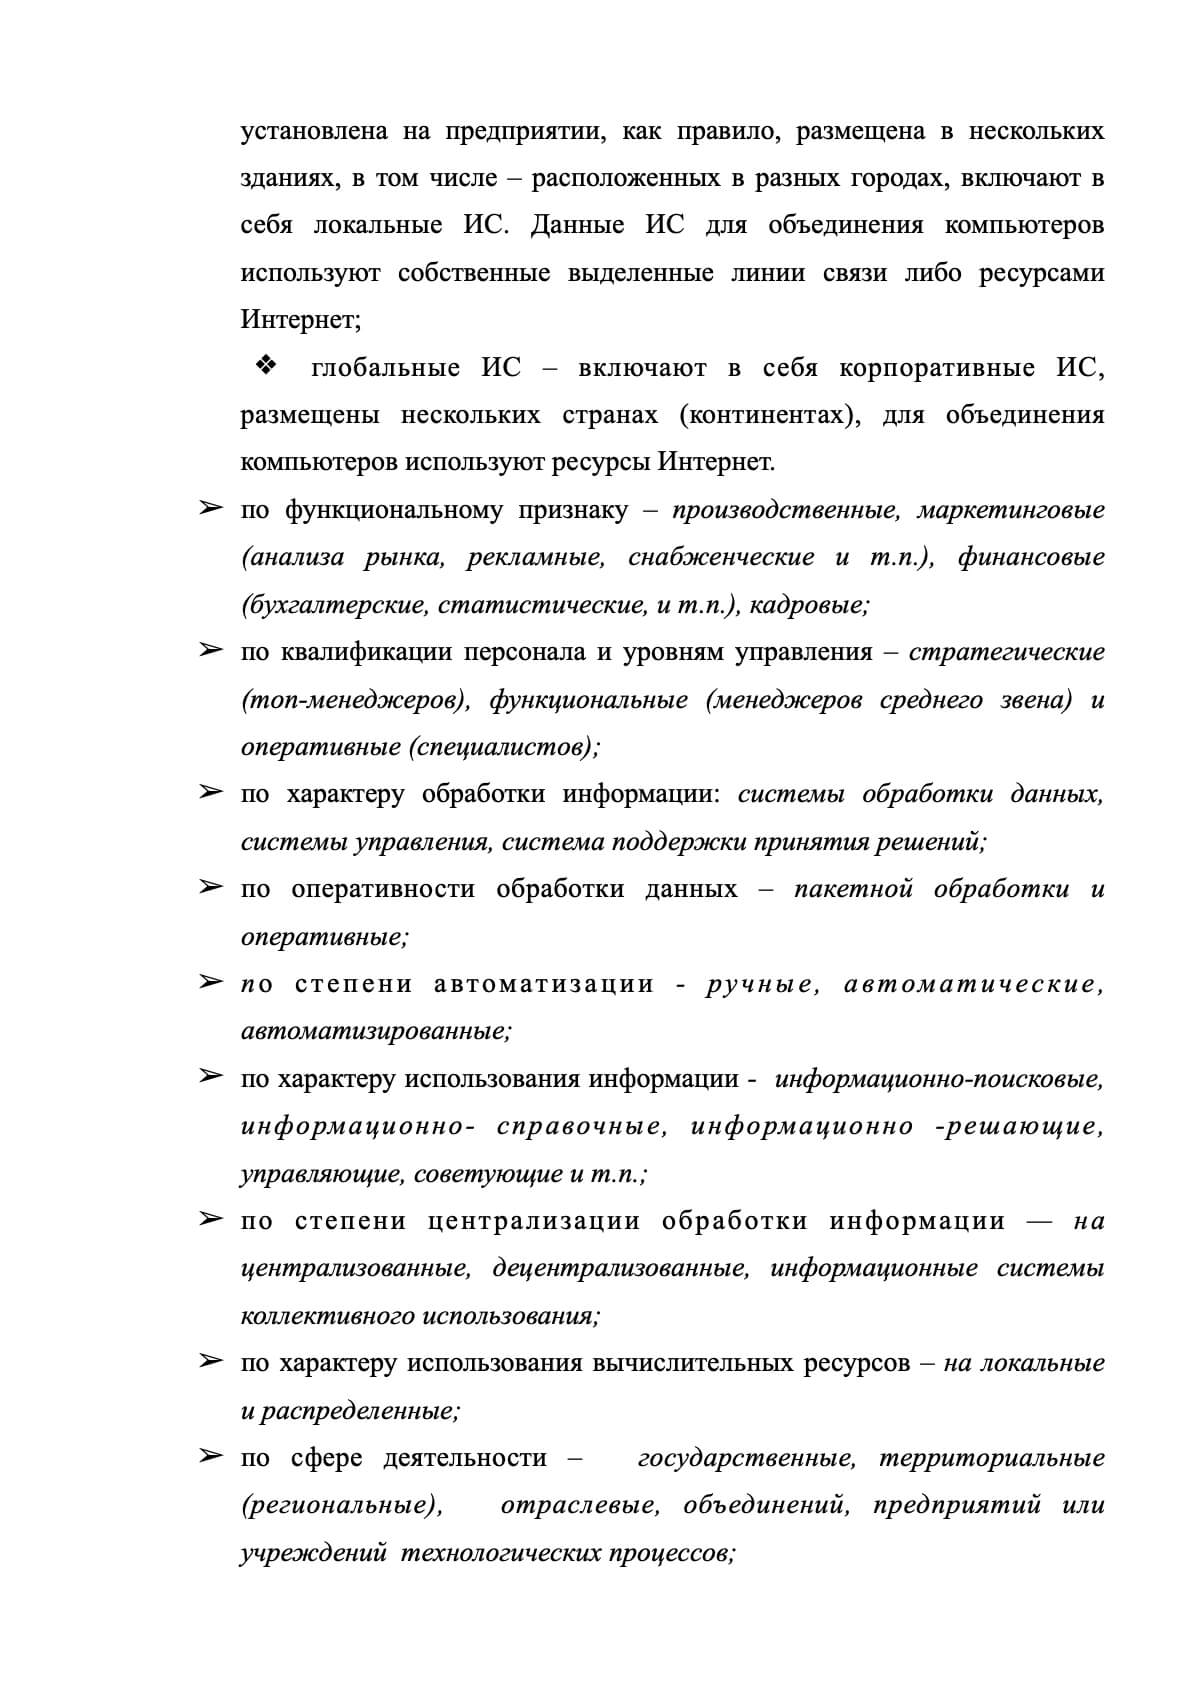 установлена на предприятии, как правило, размещена в нескольких
зданиях, в том числе – расположенных в разных городах, включают в
себя локальные ИС. Данные ИС для объединения компьютеров
используют собственные выделенные линии связи либо ресурсами
Интернет;
❖ глобальные ИС – включают в себя корпоративные ИС,
размещены нескольких странах (континентах), для объединения
компьютеров используют ресурсы Интернет.
➢ по функциональному признаку – производственные, маркетинговые
(анализа рынка, рекламные, снабженческие и т.п.), финансовые
(бухгалтерские, статистические, и т.п.), кадровые;
➢ по квалификации персонала и уровням управления – стратегические
(топ-менеджеров), функциональные (менеджеров среднего звена) и
оперативные (специалистов);
➢ по характеру обработки информации: системы обработки данных,
системы управления, система поддержки принятия решений;
➢ по оперативности обработки данных – пакетной обработки и
оперативные;
➢ по степени автоматизации - ручные, автоматические,
автоматизированные;
➢ по характеру использования информации - информационно-поисковые,
информационно- справочные, информационно -решающие,
управляющие, советующие и т.п.;
➢ по степени централизации обработки информации — на
централизованные, децентрализованные, информационные системы
коллективного использования;
➢ по характеру использования вычислительных ресурсов – на локальные
и распределенные;
➢ по сфере деятельности – государственные, территориальные
(региональные), отраслевые, объединений, предприятий или
учреждений технологических процессов;